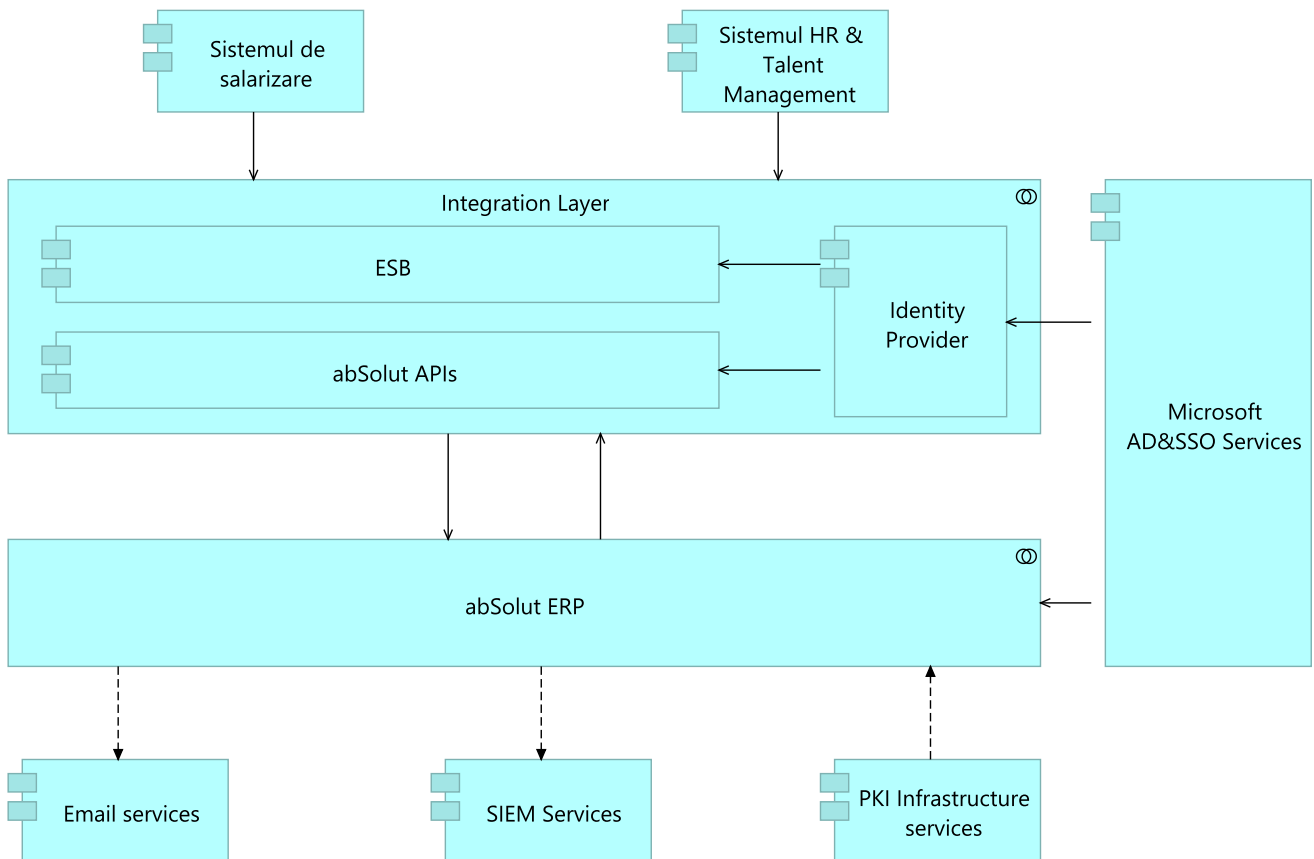 Sistemul de
salarizare
Sistemul HR &
Talent
Management
Integration Layer
ESB
abSolut APIs
Identity
Provider
Microsoft
AD&SSO Services
abSolut ERP
Email services
SIEM Services
PKI Infrastructure
services